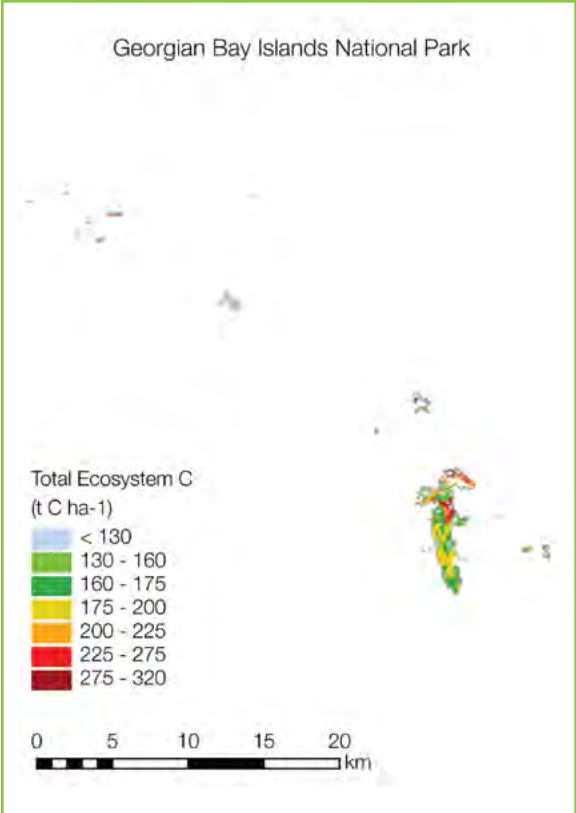 Georgian Bay Islands National Park
Total Ecosystem C
(t C ha-1)
< 130
130 - 160
160 - 175
175 - 200
200 - 225
225 - 275
275 - 320
0 5 10 15 20
km